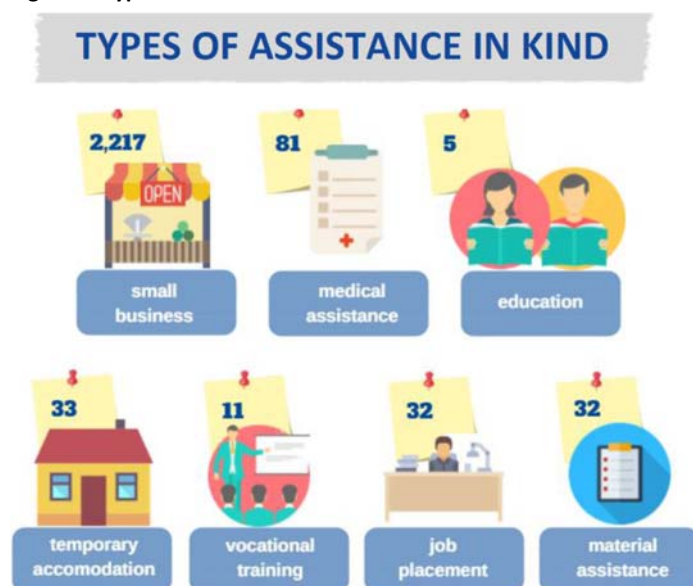 TYPES OF ASSISTANCE IN KIND
2,217
81
5
OPEN
small
business
medical
assistance
education
33
11
32
32
temporary
accomodation
vocational
training
job
placement
material
assistance